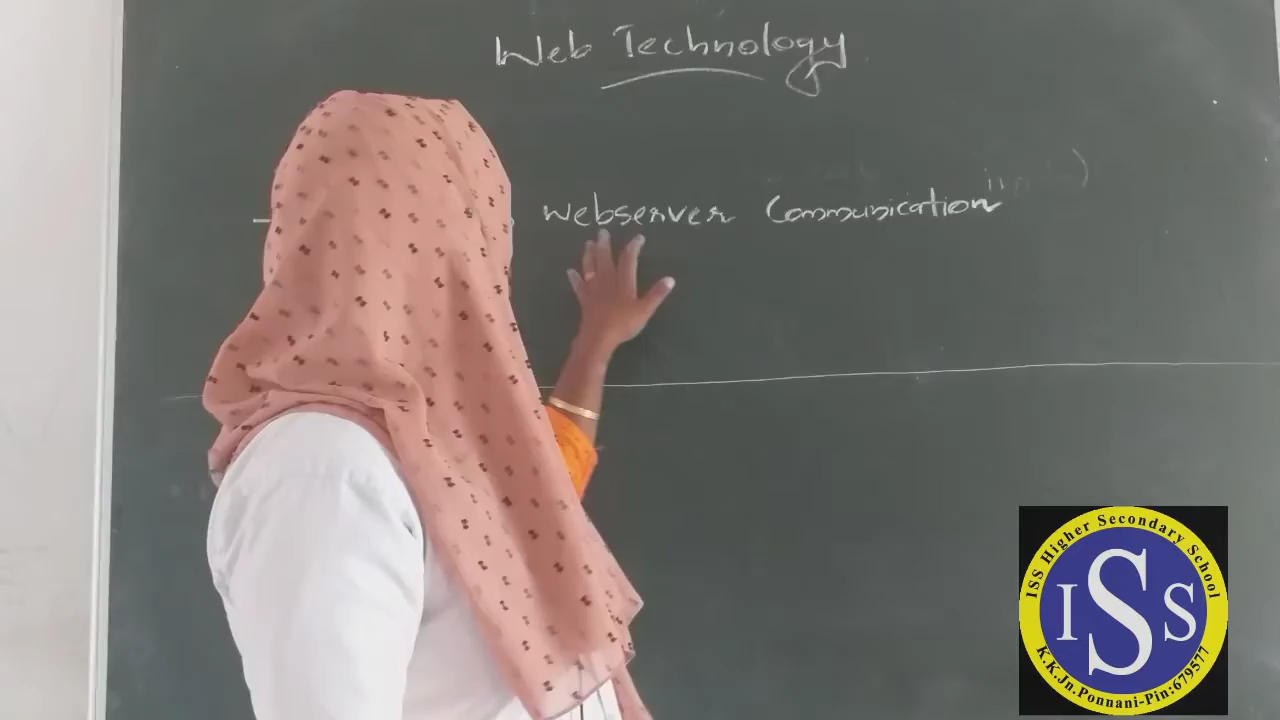 Web Technology
Webserver Communication
ISS Higher Secondary School
ISS
K.K.Jn.Ponnani-Pin:679577